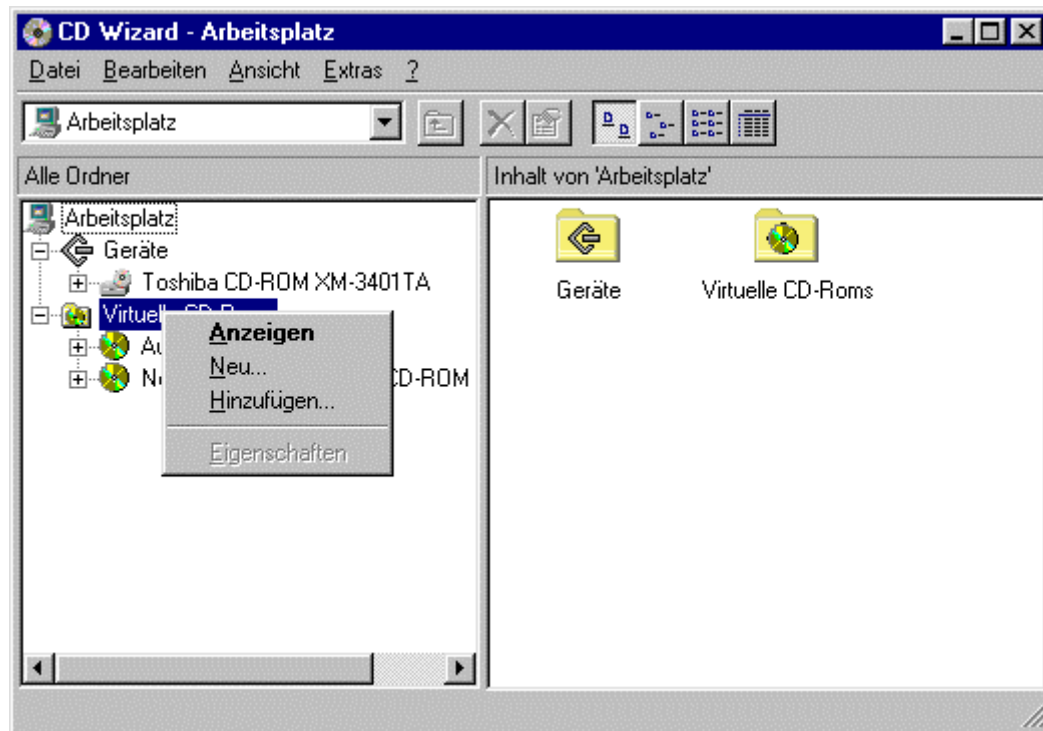 CD Wizard - Arbeitsplatz
Datei Bearbeiten Ansicht Extras ?
Arbeitsplatz
Alle Ordner
Inhalt von 'Arbeitsplatz'
Arbeitsplatz
Geräte
Toshiba CD-ROM XM-3401TA
Virtuelle
CD-ROM
Anzeigen
Neu...
Hinzufügen...
Eigenschaften
Geräte
Virtuelle CD-Roms